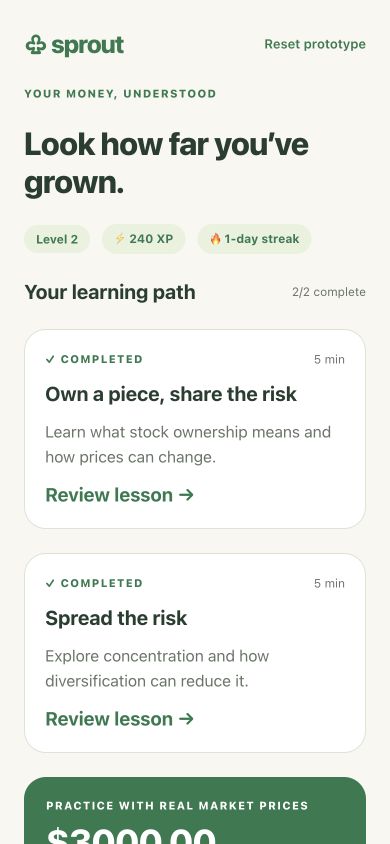 sprout
Reset prototype
YOUR MONEY, UNDERSTOOD
Look how far you’ve
grown.
Level 2
⚡ 240 XP
🔥 1-day streak
Your learning path
2/2 complete
✓ COMPLETED
5 min
Own a piece, share the risk
Learn what stock ownership means and
how prices can change.
Review lesson →
✓ COMPLETED
5 min
Spread the risk
Explore concentration and how
diversification can reduce it.
Review lesson →
PRACTICE WITH REAL MARKET PRICES
$3000.00